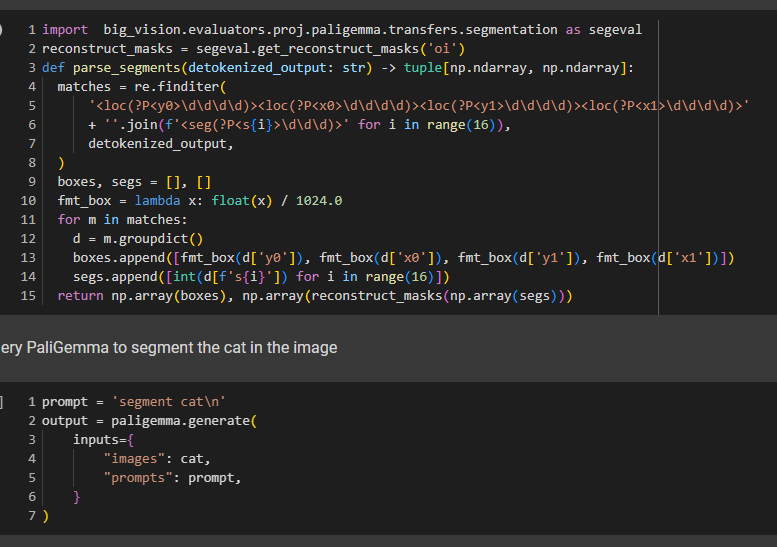 1 import  big_vision.evaluators.proj.paligemma.transfers.segmentation as segeval
2 reconstruct_masks = segeval.get_reconstruct_masks('oi')
3 def parse_segments(detokenized_output: str) -> tuple[np.ndarray, np.ndarray]:
4   matches = re.finditer(
5       '<loc(?P<y0>\d\d\d\d)><loc(?P<x0>\d\d\d\d)><loc(?P<y1>\d\d\d\d)><loc(?P<x1>\d\d\d\d)>'
6       + ''.join(f'<seg(?P<s{i}>\d\d\d)>' for i in range(16)),
7       detokenized_output,
8   )
9   boxes, segs = [], []
10   fmt_box = lambda x: float(x) / 1024.0
11   for m in matches:
12     d = m.groupdict()
13     boxes.append([fmt_box(d['y0']), fmt_box(d['x0']), fmt_box(d['y1']), fmt_box(d['x1'])])
14     segs.append([int(d[f's{i}']) for i in range(16)])
15   return np.array(boxes), np.array(reconstruct_masks(np.array(segs)))
ery PaliGemma to segment the cat in the image
]
1 prompt = 'segment cat\n'
2 output = paligemma.generate(
3     inputs={
4         "images": cat,
5         "prompts": prompt,
6     }
7 )